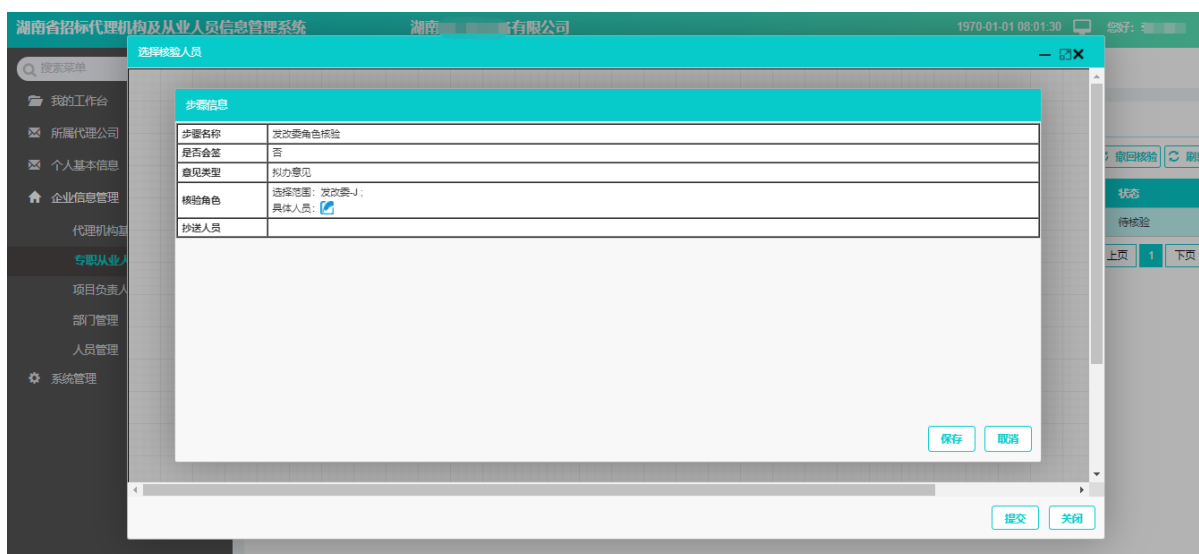 湖南省招标代理机构及从业人员信息管理系统
湖南
有限公司
1970-01-01 08:01:30
您好:
选择核验人员
搜索菜单
我的工作台
所属代理公司
个人基本信息
企业信息管理
代理机构基
专职从业人
项目负责人
部门管理
人员管理
系统管理
步骤信息
步骤名称 发改委角色核验
是否会签 否
意见类型 拟办意见
核验角色 选择范围:发改委-J;
具体人员:
抄送人员
保存 取消
提交 关闭
撤回核验 刷
状态
待核验
上页 1 下页